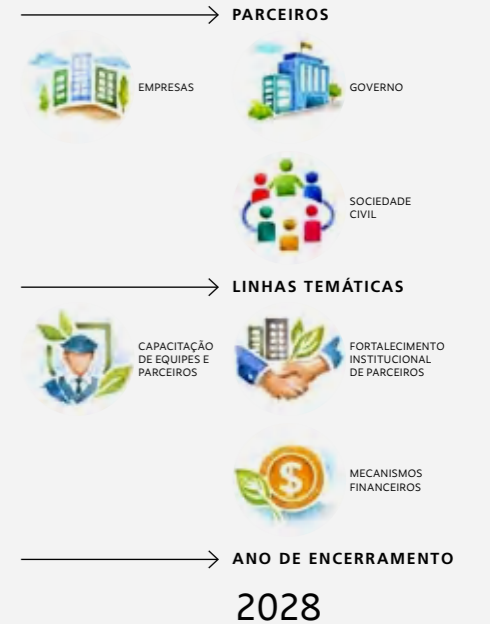 PARCEIROS
EMPRESAS
GOVERNO
SOCIEDADE
CIVIL
LINHAS TEMÁTICAS
CAPACITAÇÃO
DE EQUIPES E
PARCEIROS
FORTALECIMENTO
INSTITUCIONAL
DE PARCEIROS
MECANISMOS
FINANCEIROS
ANO DE ENCERRAMENTO
2028